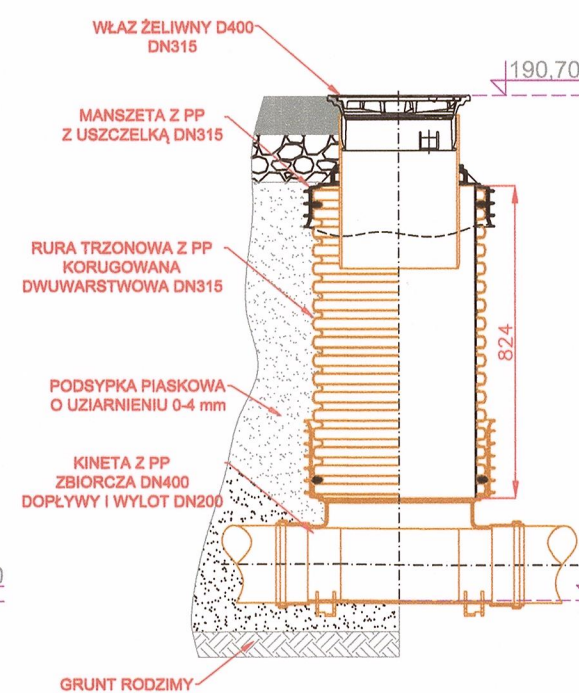 WŁAZ ŻELIWNY D400
DN315
190,70
MANSZETA Z PP
Z USZCZELKĄ DN315
RURA TRZONOWA Z PP
KORUGOWANA
DWUWARSTWOWA DN315
824
PODSYPKA PIASKOWA
O UZIARNIENIU 0-4 mm
KINETA Z PP
ZBIORCZA DN400
DOPŁYWY I WYLOT DN200
0
GRUNT RODZIMY